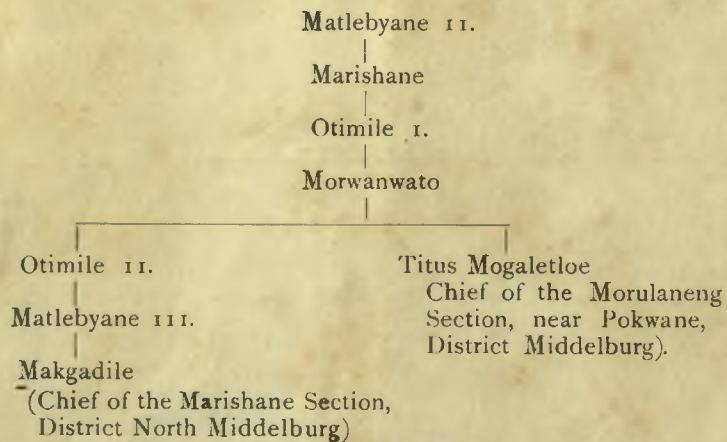 Matlebyane II.
Marishane
Otimile I.
Morwanwato
Otimile II.
Matlebyane III.
Makgadile
(Chief of the Marishane Section,
District North Middelburg)
Titus Mogaletloe
Chief of the Morulaneng
Section, near Pokwane,
District Middelburg).